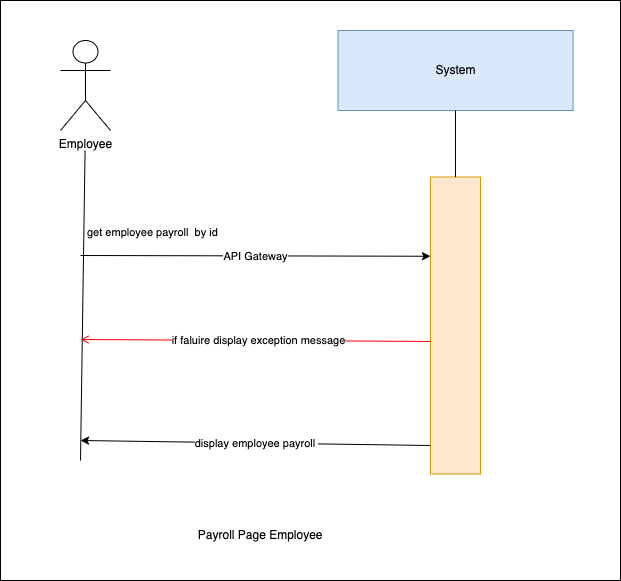 System
Employee
get employee payroll by id
API Gateway
if faluire display exception message
display employee payroll
Payroll Page Employee